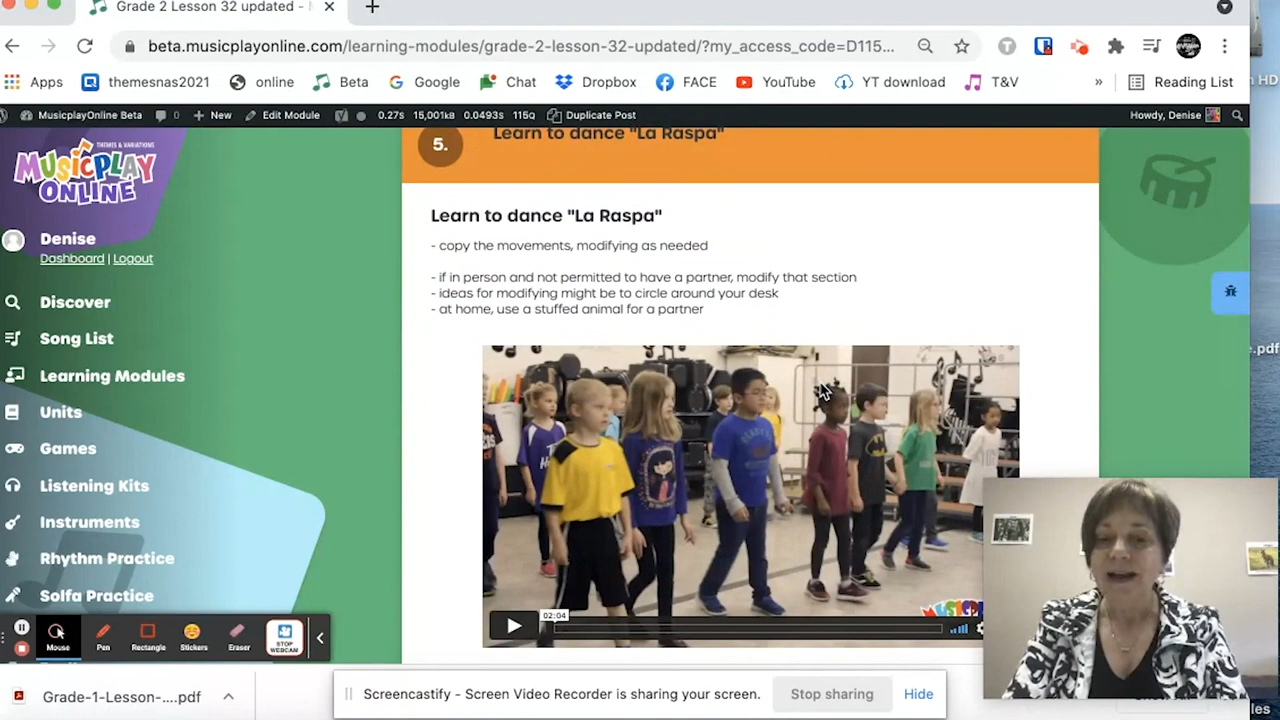 Grade 2 Lesson 32 updated -
beta.musicplayonline.com/learning-modules/grade-2-lesson-32-updated/?my_access_code=D115...
Apps themesnas2021 online Beta Google Chat Dropbox FACE YouTube YT download T&V » Reading List
MusicplayOnline Beta 0 + New Edit Module 0.27s 15,001kB 0.0493s 115Q Duplicate Post Howdy, Denise
THEMES & VARIATIONS
MUSICPLAY
ONLINE
Denise
Dashboard | Logout
Discover
Song List
Learning Modules
Units
Games
Listening Kits
Instruments
Rhythm Practice
Solfa Practice
5. Learn to dance "La Raspa"
Learn to dance "La Raspa"
- copy the movements, modifying as needed
- if in person and not permitted to have a partner, modify that section
- ideas for modifying might be to circle around your desk
- at home, use a stuffed animal for a partner
02:04
HD
e.pdf
Mouse Pen Rectangle Stickers Eraser STOP WEBCAM
Grade-1-Lesson-....pdf
Screencastify - Screen Video Recorder is sharing your screen. Stop sharing Hide
les